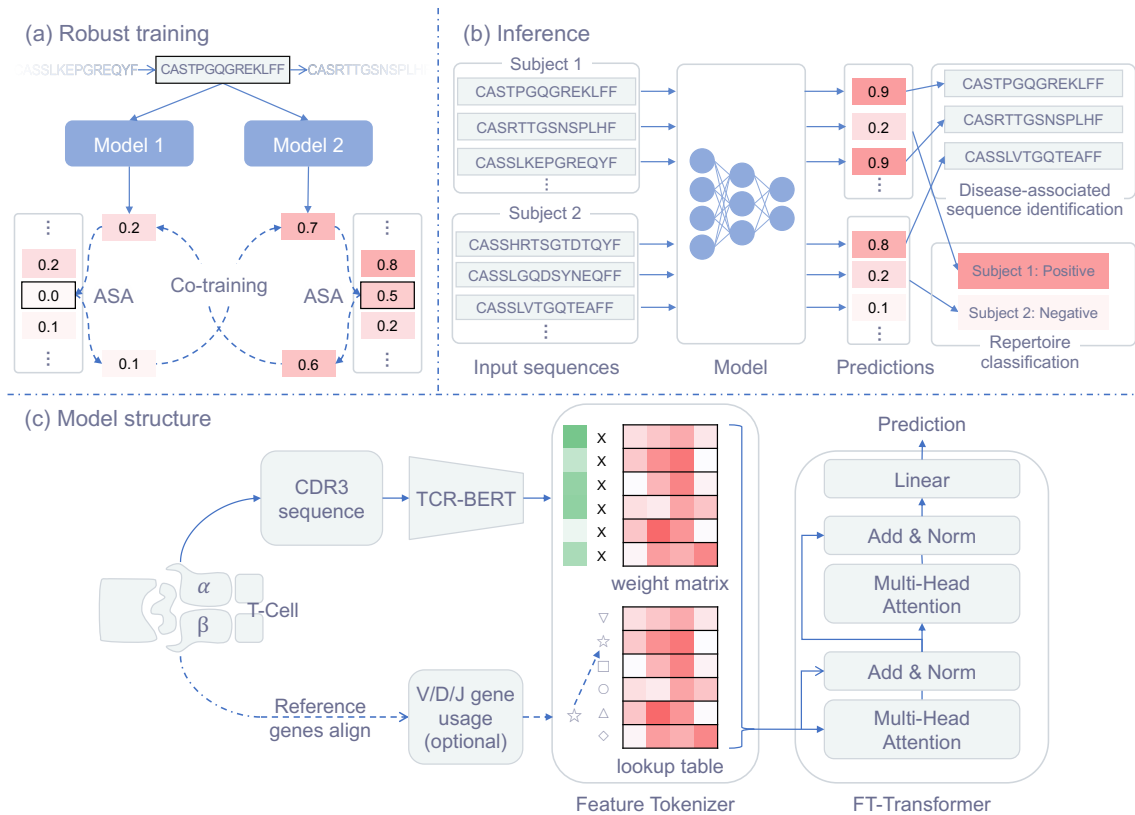 (a) Robust training
CASSLKEPGREQYF
CASTPGQGREKLFF
CASRTTGSNSPLHF
Model 1
Model 2
0.2
0.7
0.2
0.0
0.1
ASA
Co-training
ASA
0.8
0.5
0.2
0.1
0.6
(b) Inference
Subject 1
CASTPGQGREKLFF
CASRTTGSNSPLHF
CASSLKEPGREQYF
Subject 2
CASSHRTSGTDTQYF
CASSLGQDSYNEQFF
CASSLVTGQTEAFF
Input sequences
Model
0.9
0.2
0.9
0.8
0.2
0.1
Predictions
CASTPGQGREKLFF
CASRTTGSNSPLHF
CASSLVTGQTEAFF
Disease-associated
sequence identification
Subject 1: Positive
Subject 2: Negative
Repertoire
classification
(c) Model structure
CDR3
sequence
TCR-BERT
α
β
T-Cell
Reference
genes align
V/D/J gene
usage
(optional)
X
X
X
X
X
X
weight matrix
lookup table
Feature Tokenizer
Prediction
Linear
Add & Norm
Multi-Head
Attention
Add & Norm
Multi-Head
Attention
FT-Transformer